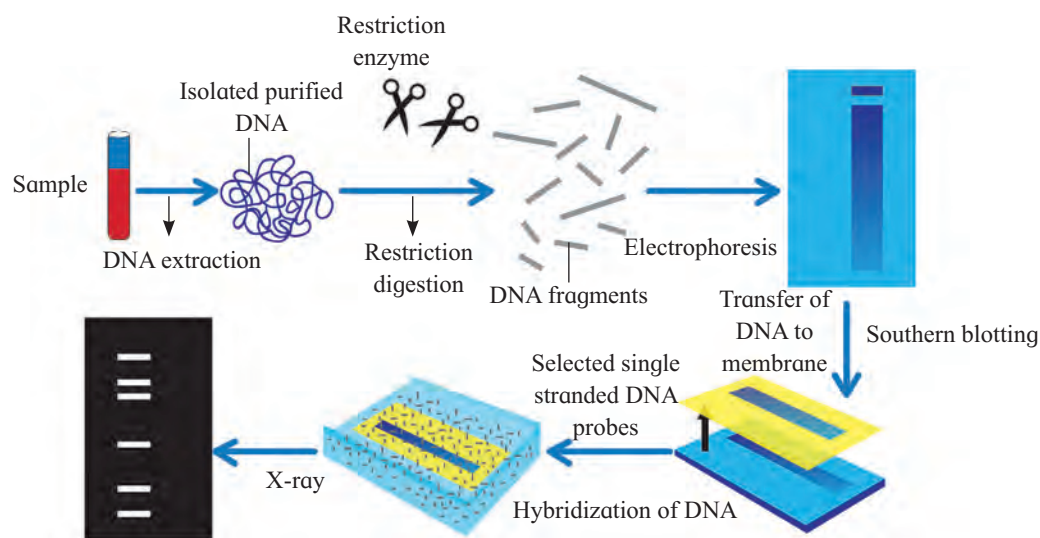 Restriction
enzyme
Isolated purified
DNA
Sample
DNA extraction
Restriction
digestion
DNA fragments
Electrophoresis
Transfer of
DNA to
membrane
Southern blotting
Selected single
stranded DNA
probes
Hybridization of DNA
X-ray